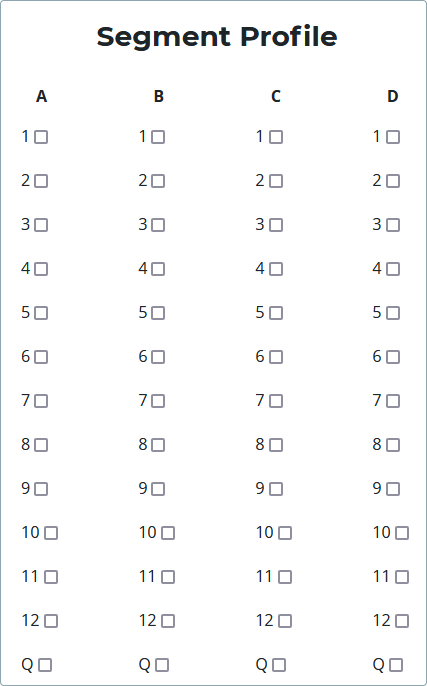 Segment Profile
A B C D
1 1 1 1
2 2 2 2
3 3 3 3
4 4 4 4
5 5 5 5
6 6 6 6
7 7 7 7
8 8 8 8
9 9 9 9
10 10 10 10
11 11 11 11
12 12 12 12
Q Q Q Q